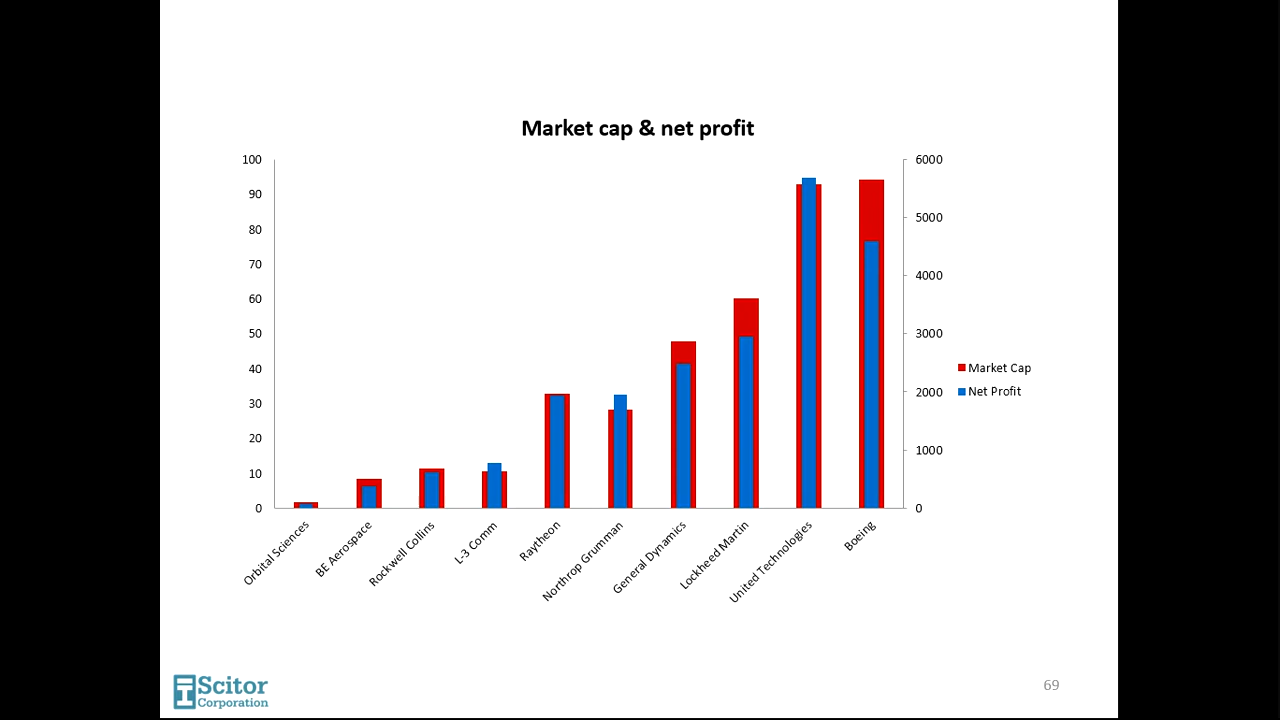 Market cap & net profit
100
90
80
70
60
50
40
30
20
10
0
6000
5000
4000
3000
2000
1000
0
Market Cap
Net Profit
Orbital Sciences
BE Aerospace
Rockwell Collins
L-3 Comm
Raytheon
Northrop Grumman
General Dynamics
Lockheed Martin
United Technologies
Boeing
Scitor
Corporation
69